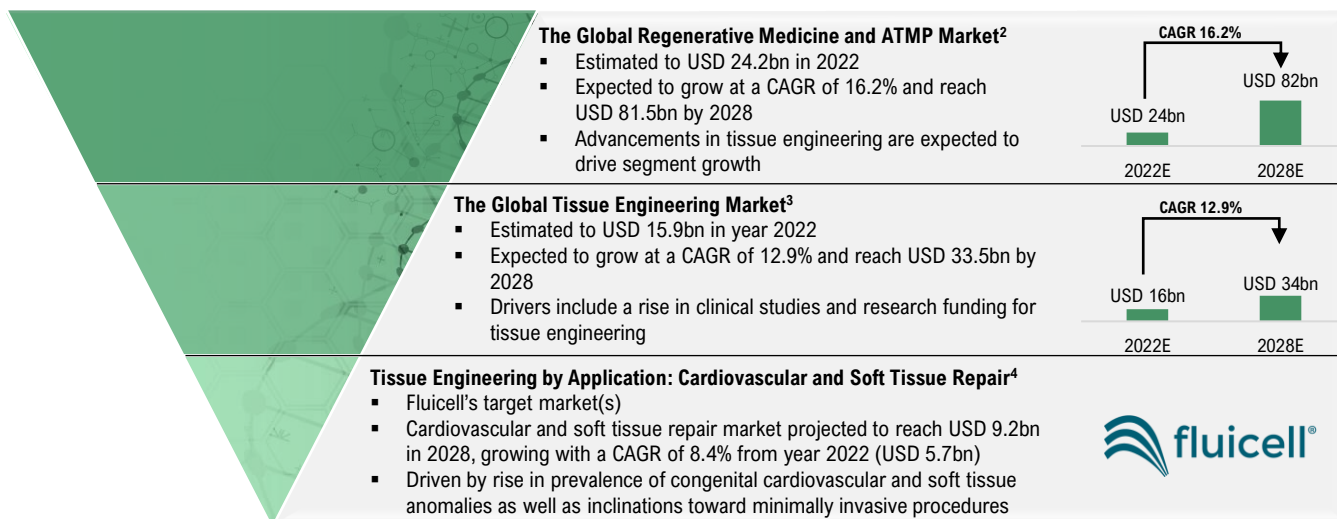 The Global Regenerative Medicine and ATMP Market²
▪ Estimated to USD 24.2bn in 2022
▪ Expected to grow at a CAGR of 16.2% and reach
USD 81.5bn by 2028
▪ Advancements in tissue engineering are expected to
drive segment growth
CAGR 16.2%
USD 82bn
USD 24bn
2022E
2028E
The Global Tissue Engineering Market³
▪ Estimated to USD 15.9bn in year 2022
▪ Expected to grow at a CAGR of 12.9% and reach USD 33.5bn by
2028
▪ Drivers include a rise in clinical studies and research funding for
tissue engineering
CAGR 12.9%
USD 34bn
USD 16bn
2022E
2028E
Tissue Engineering by Application: Cardiovascular and Soft Tissue Repair⁴
▪ Fluicell's target market(s)
▪ Cardiovascular and soft tissue repair market projected to reach USD 9.2bn
in 2028, growing with a CAGR of 8.4% from year 2022 (USD 5.7bn)
▪ Driven by rise in prevalence of congenital cardiovascular and soft tissue
anomalies as well as inclinations toward minimally invasive procedures
fluicell®